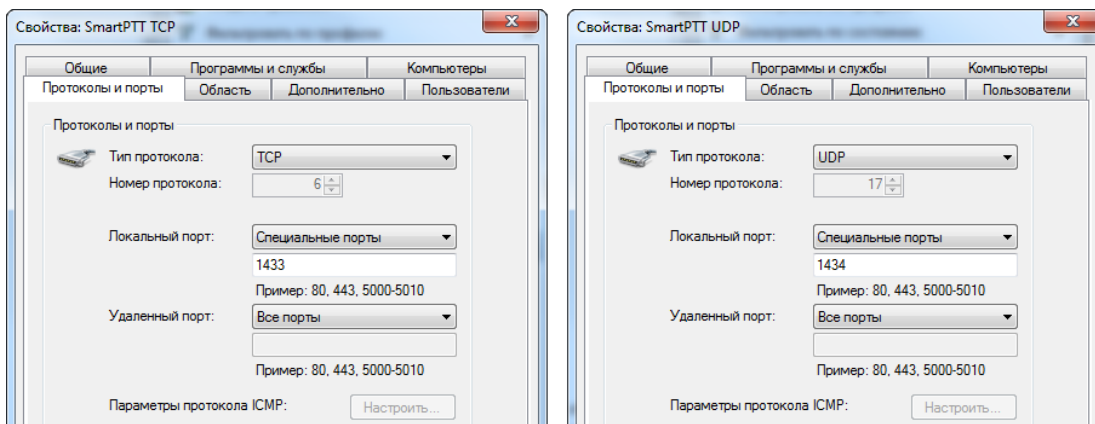 Свойства: SmartPTT TCP
Общие Программы и службы Компьютеры
Протоколы и порты Область Дополнительно Пользователи
Протоколы и порты
Тип протокола: TCP
Номер протокола: 6
Локальный порт: Специальные порты
1433
Пример: 80, 443, 5000-5010
Удаленный порт: Все порты
Пример: 80, 443, 5000-5010
Параметры протокола ICMP: Настроить...
Свойства: SmartPTT UDP
Общие Программы и службы Компьютеры
Протоколы и порты Область Дополнительно Пользователи
Протоколы и порты
Тип протокола: UDP
Номер протокола: 17
Локальный порт: Специальные порты
1434
Пример: 80, 443, 5000-5010
Удаленный порт: Все порты
Пример: 80, 443, 5000-5010
Параметры протокола ICMP: Настроить...